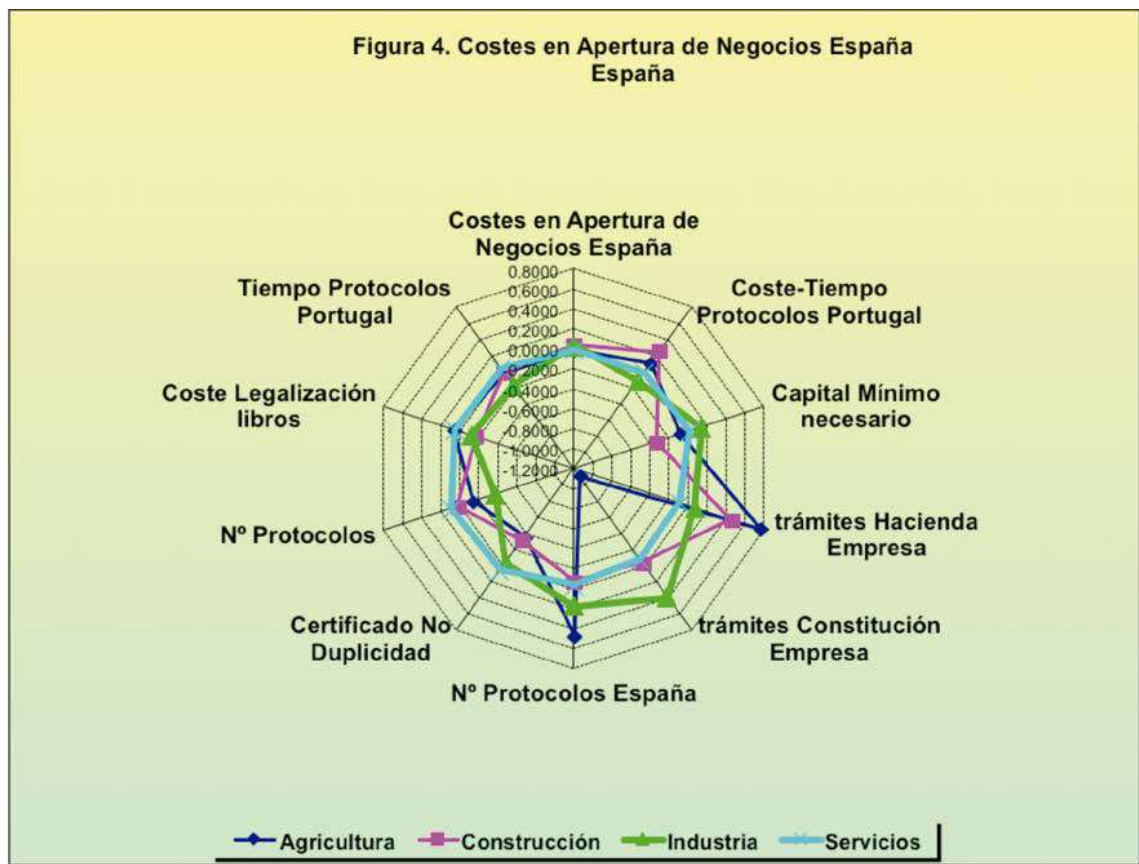 Figura 4. Costes en Apertura de Negocios España
España
Costes en Apertura de
Negocios España
Tiempo Protocolos
Portugal
Coste-Tiempo
Protocolos Portugal
0,8000
0,6000
0,4000
0,2000
0,0000
-0,2000
-0,4000
-0,6000
-0,8000
-1,0000
-1,2000
Coste Legalización
libros
Capital Mínimo
necesario
Nº Protocolos
trámites Hacienda
Empresa
Certificado No
Duplicidad
trámites Constitución
Empresa
Nº Protocolos España
Agricultura Construcción Industria Servicios